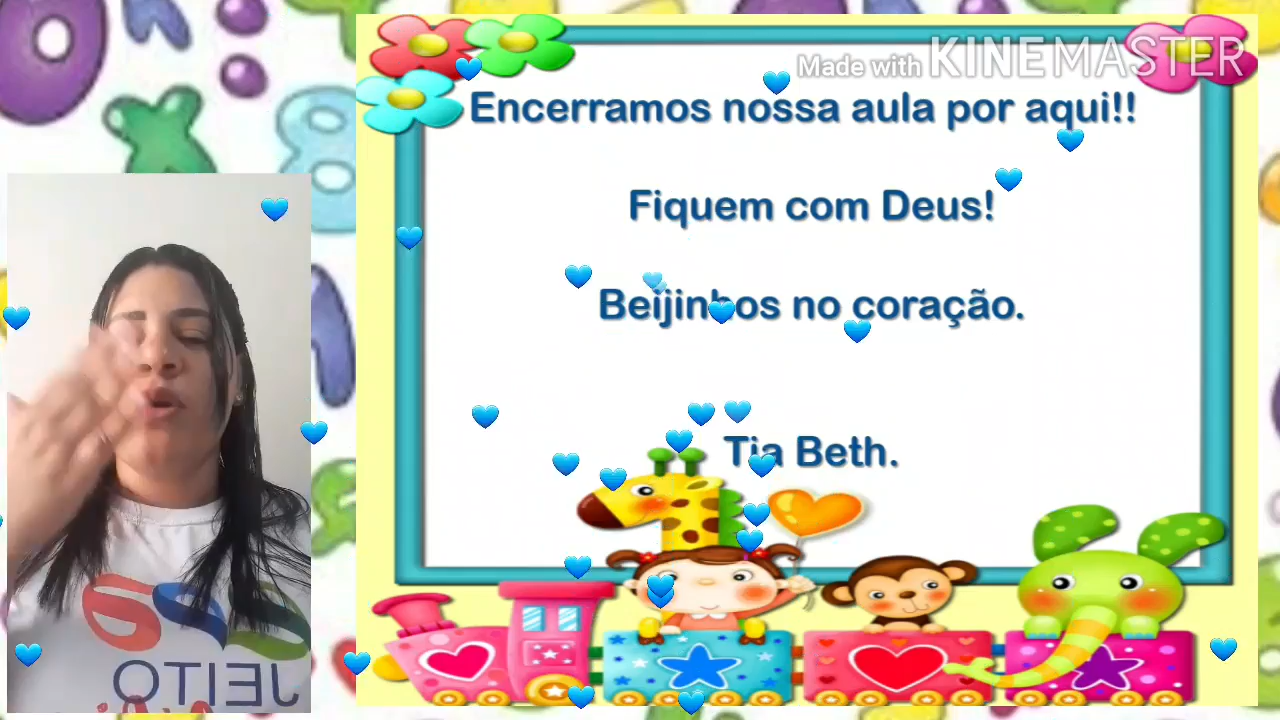 Made with KINEMASTER
Encerramos nossa aula por aqui!!
Fiquem com Deus!
Beijinhos no coração.
Tia Beth.
JEITO